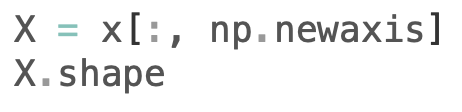 X = x[:, np.newaxis]
X.shape